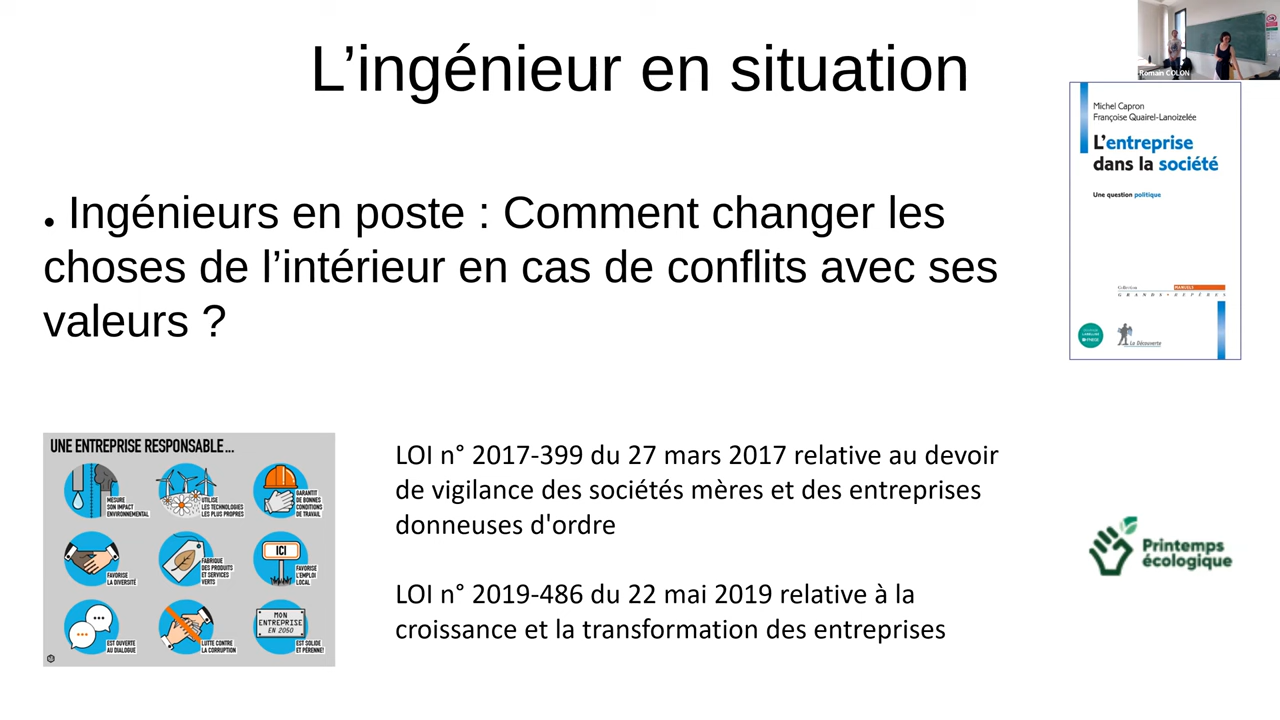 L’ingénieur en situation
Romain COLON
Michel Capron
Françoise Quairel-Lanoizelée
L’entreprise
dans la société
Une question politique
Collection
MANUELS
GRANDS • REPÈRES
La Découverte
• Ingénieurs en poste : Comment changer les
choses de l’intérieur en cas de conflits avec ses
valeurs ?
UNE ENTREPRISE RESPONSABLE...
MESURE
SON IMPACT
ENVIRONNEMENTAL
UTILISE
LES TECHNOLOGIES
LES PLUS PROPRES
GARANTIT
DE BONNES
CONDITIONS
DE TRAVAIL
FAVORISE
LA DIVERSITÉ
FABRIQUE
DES PRODUITS
ET SERVICES
VERTS
ICI
FAVORISE
L'EMPLOI
LOCAL
EST OUVERTE
AU DIALOGUE
LUTTE CONTRE
LA CORRUPTION
MON
ENTREPRISE
EN 2050
EST SOLIDE
ET PÉRENNE!
LOI n° 2017-399 du 27 mars 2017 relative au devoir
de vigilance des sociétés mères et des entreprises
donneuses d'ordre
LOI n° 2019-486 du 22 mai 2019 relative à la
croissance et la transformation des entreprises
Printemps
écologique